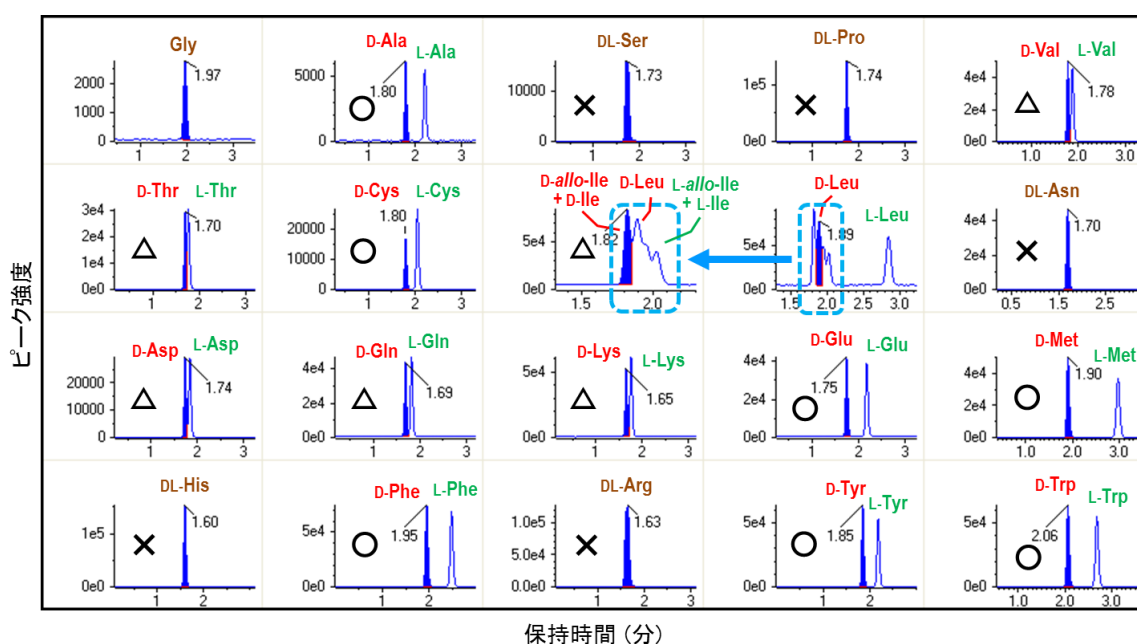 ピーク強度
Gly
2000
1000
0
1.97
1
2
3
D-Ala
L-Ala
5000
0
1.80
○
1
2
3
DL-Ser
10000
0
1.73
×
1
2
3
DL-Pro
1e5
0e0
1.74
×
1
2
3
D-Val
L-Val
4e4
2e4
0e0
1.78
△
1.0
2.0
3.0
D-Thr
L-Thr
3e4
2e4
1e4
0e0
1.70
△
1
2
3
D-Cys
L-Cys
20000
10000
0
1.80
○
1
2
3
D-allo-Ile
+ D-Ile
D-Leu
L-allo-Ile
+ L-Ile
5e4
0e0
1.82
△
1.5
2.0
D-Leu
L-Leu
5e4
0e0
1.89
1.3
2.0
3.0
DL-Asn
4e4
2e4
0e0
1.70
×
0.5
1.5
2.5
D-Asp
L-Asp
20000
10000
0
1.74
△
1
2
3
D-Gln
L-Gln
4e4
2e4
0e0
1.69
△
1
2
3
D-Lys
L-Lys
5e4
0e0
1.65
△
1
2
3
D-Glu
L-Glu
4e4
2e4
0e0
1.75
○
1
2
3
D-Met
L-Met
4e4
2e4
0e0
1.90
○
1.0
2.0
3.0
DL-His
1e5
0e0
1.60
×
1
2
D-Phe
L-Phe
5e4
0e0
1.95
○
1
2
3
DL-Arg
1.0e5
5.0e4
0.0e0
1.63
×
1
2
3
D-Tyr
L-Tyr
5e4
0e0
1.85
○
1
2
3
D-Trp
L-Trp
5e4
0e0
2.06
○
1.0
2.0
3.0
保持時間（分）